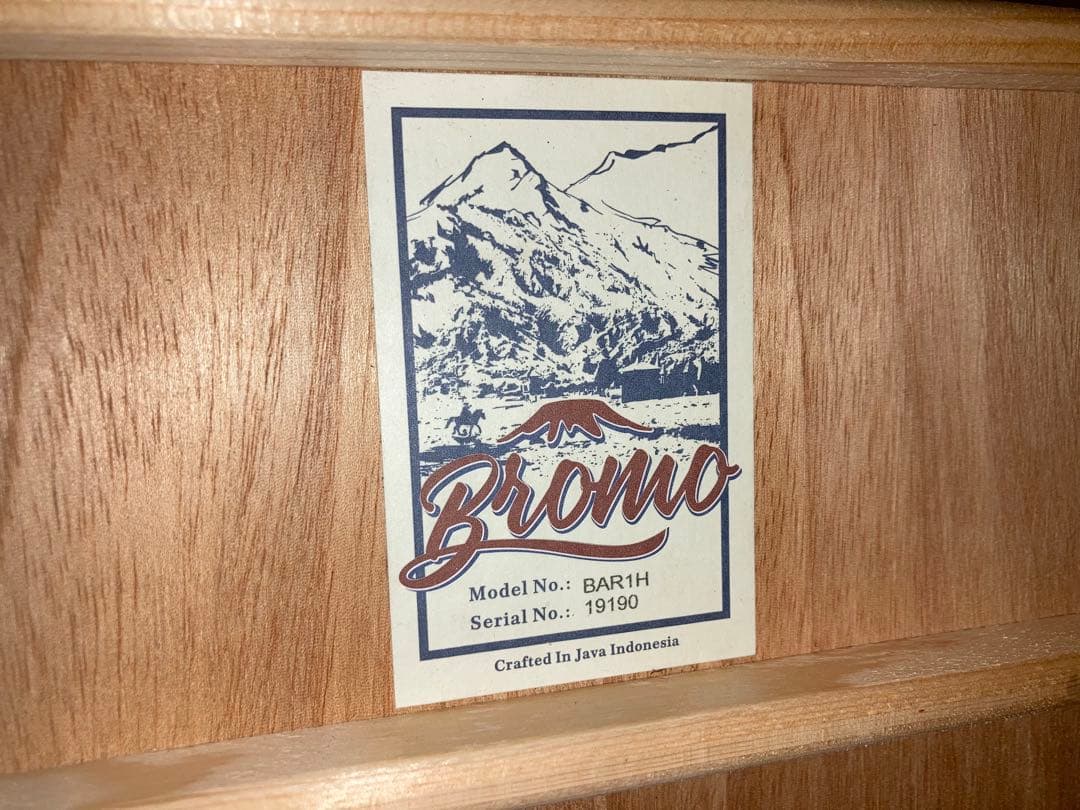 Bromo
Model No.: BAR1H
Serial No.: 19190
Crafted In Java Indonesia